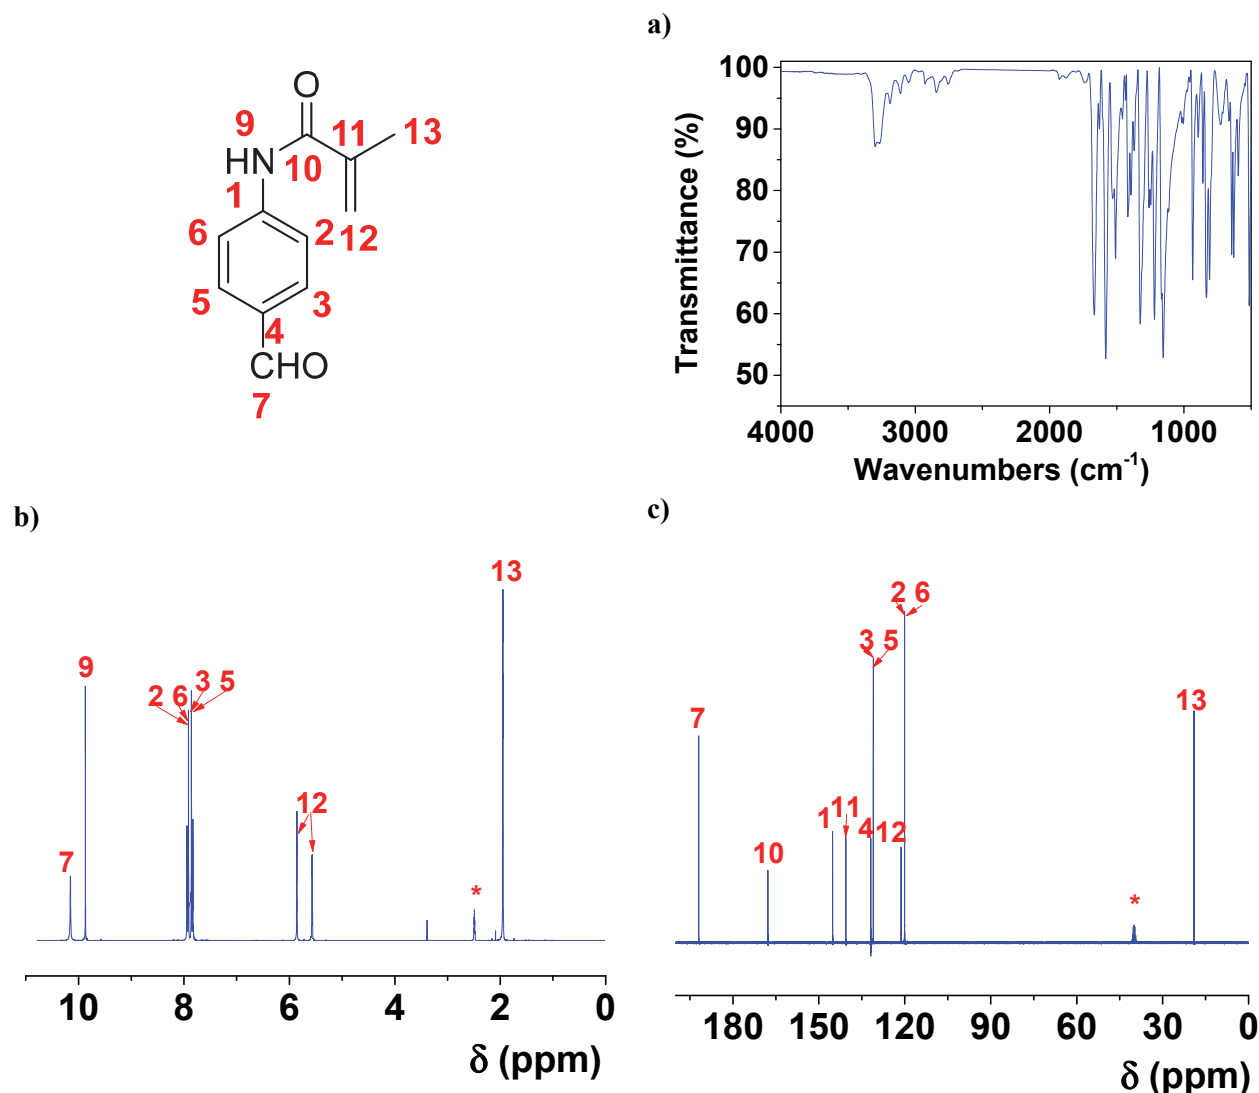 a)
O
9
11
13
HN
10
1
6
2
12
5
3
4
CHO
7
100
90
80
70
60
50
Transmittance (%)
4000 3000 2000 1000
Wavenumbers (cm-1)
b)
13
9
2 6
3 5
12
7
*
10 8 6 4 2 0
δ (ppm)
c)
2 6
3 5
7
13
1
11
4
12
10
*
180 150 120 90 60 30 0
δ (ppm)